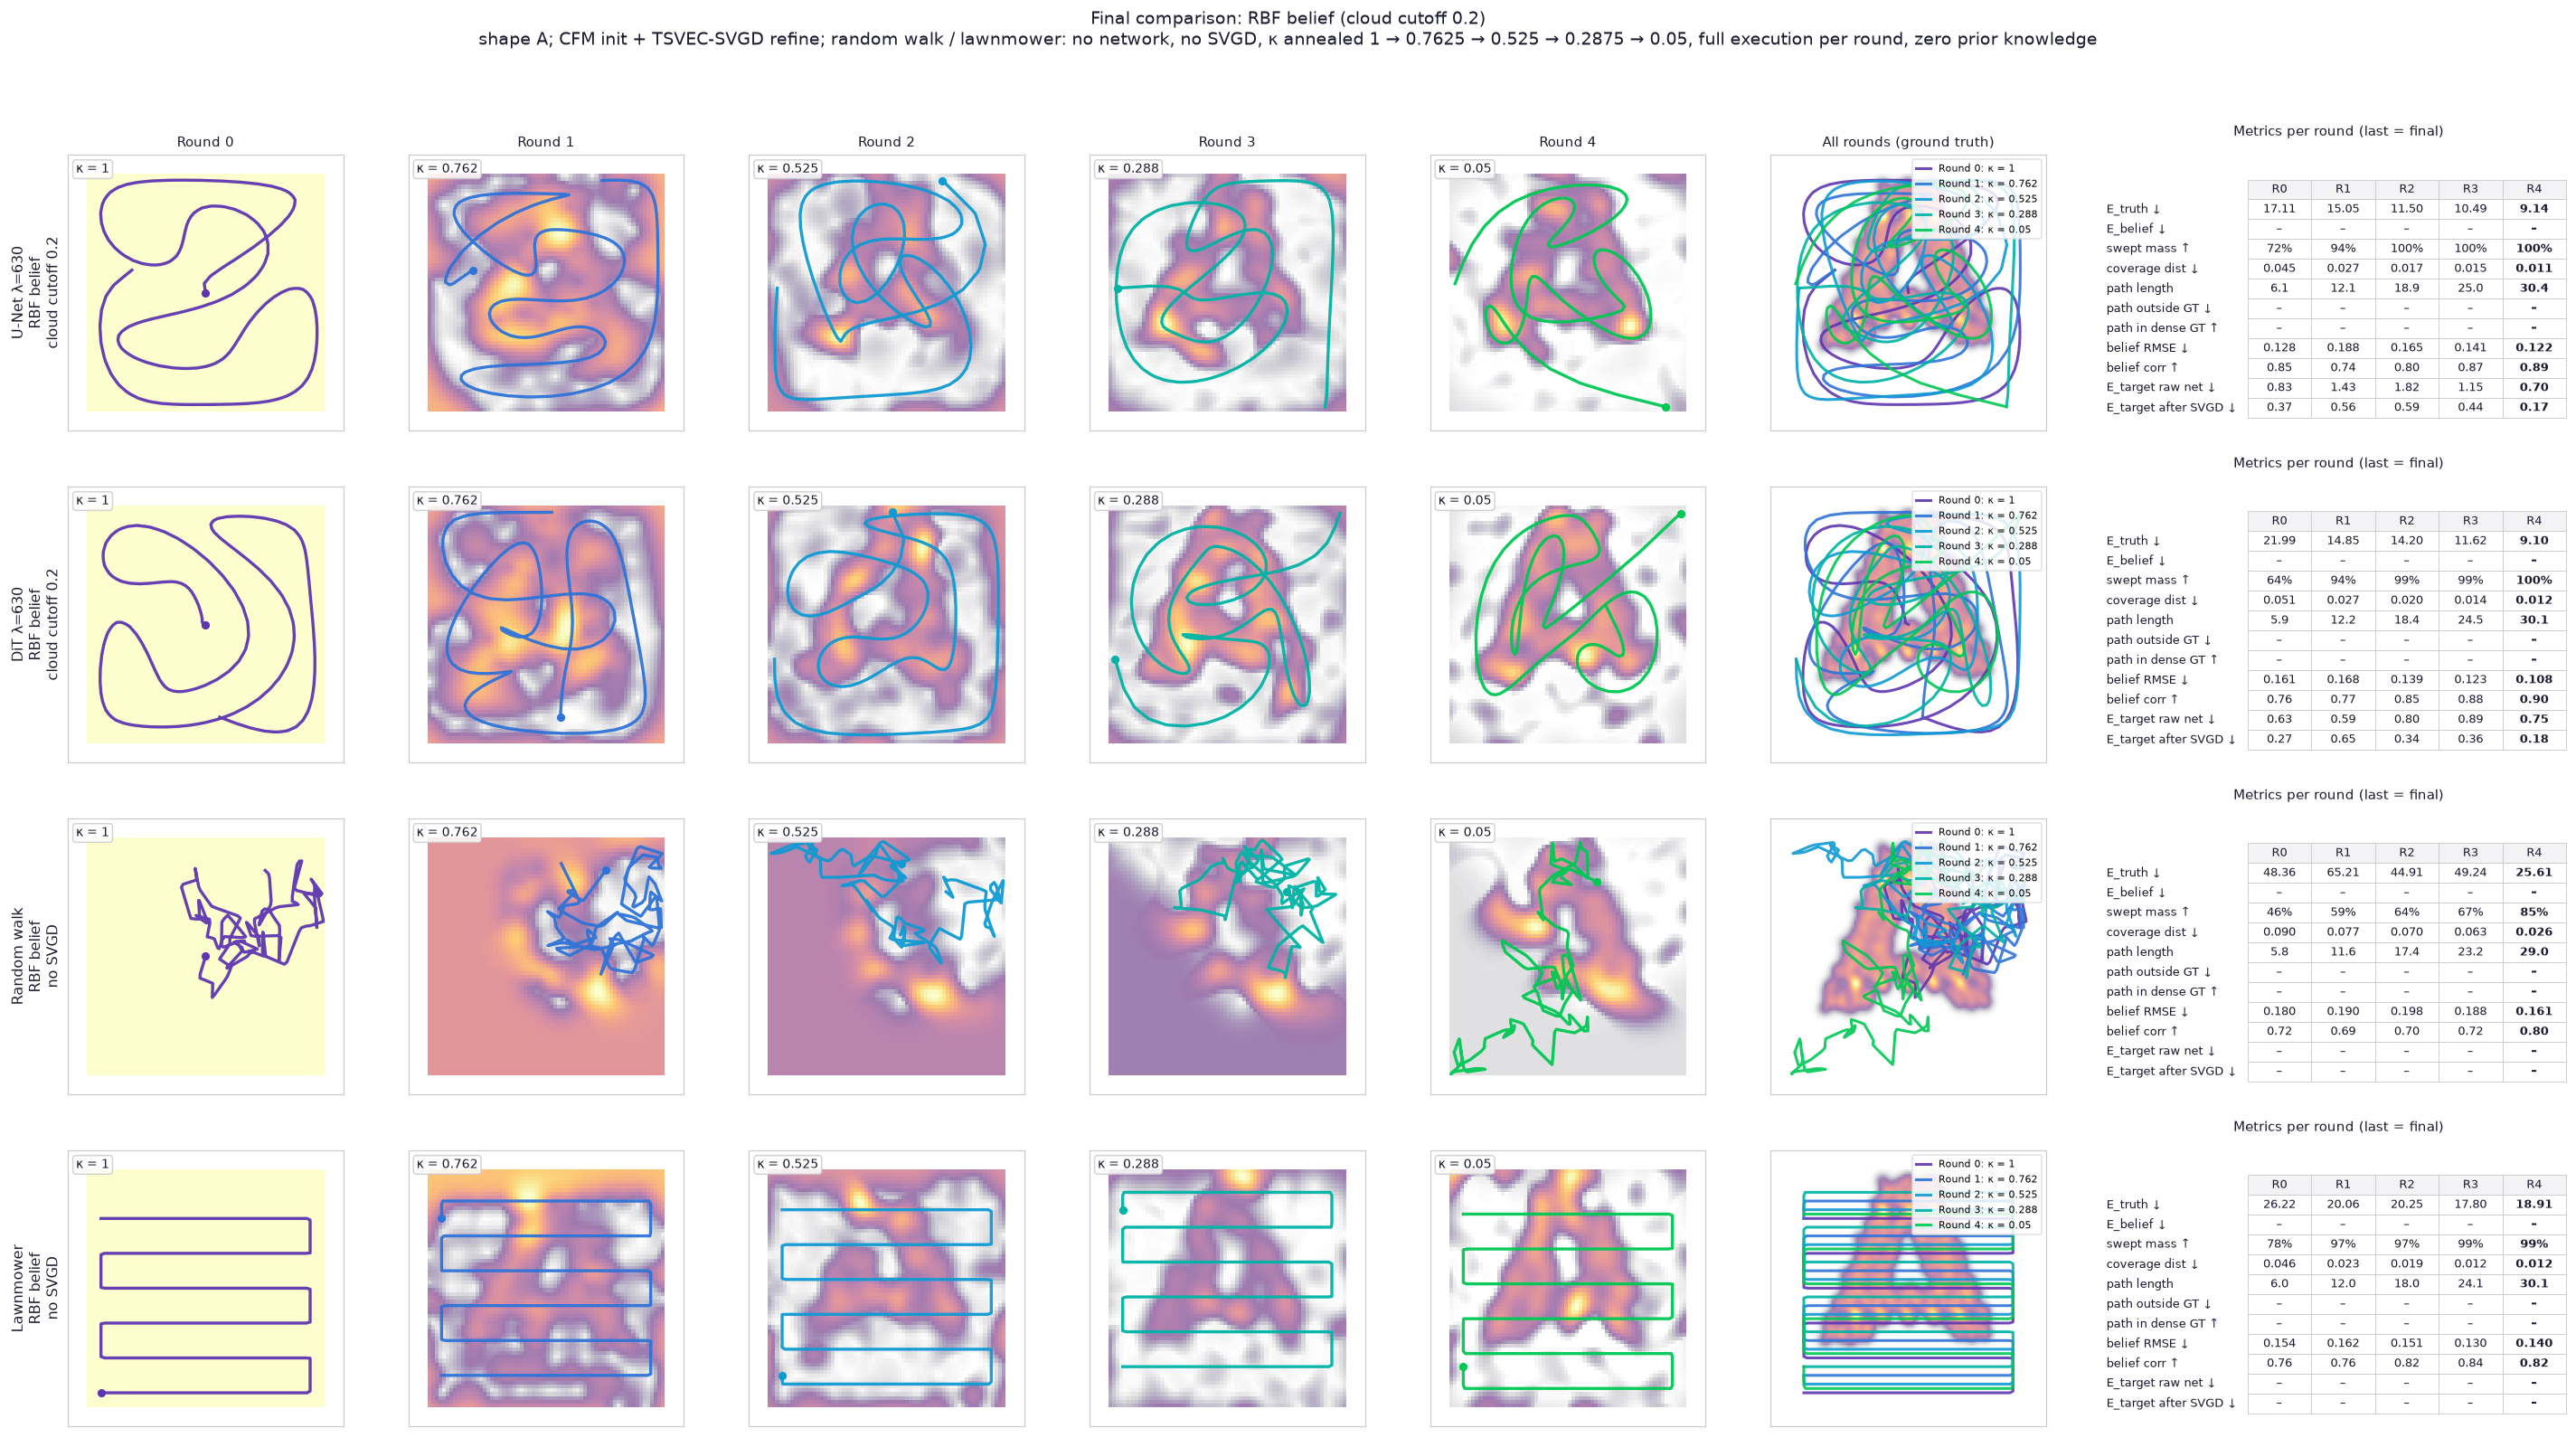 Final comparison: RBF belief (cloud cutoff 0.2)
shape A; CFM init + TSVEC-SVGD refine; random walk / lawnmower: no network, no SVGD, κ annealed 1 → 0.7625 → 0.525 → 0.2875 → 0.05, full execution per round, zero prior knowledge
Round 0 Round 1 Round 2 Round 3 Round 4 All rounds (ground truth) Metrics per round (last = final)
U-Net λ=630
RBF belief
cloud cutoff 0.2
κ = 1 κ = 0.762 κ = 0.525 κ = 0.288 κ = 0.05
Round 0: κ = 1
Round 1: κ = 0.762
Round 2: κ = 0.525
Round 3: κ = 0.288
Round 4: κ = 0.05
R0 R1 R2 R3 R4
E_truth ↓ 17.11 15.05 11.50 10.49 9.14
E_belief ↓ – – – – -
swept mass ↑ 72% 94% 100% 100% 100%
coverage dist ↓ 0.045 0.027 0.017 0.015 0.011
path length 6.1 12.1 18.9 25.0 30.4
path outside GT ↓ – – – – -
path in dense GT ↑ – – – – -
belief RMSE ↓ 0.128 0.188 0.165 0.141 0.122
belief corr ↑ 0.85 0.74 0.80 0.87 0.89
E_target raw net ↓ 0.83 1.43 1.82 1.15 0.70
E_target after SVGD ↓ 0.37 0.56 0.59 0.44 0.17
DiT λ=630
RBF belief
cloud cutoff 0.2
κ = 1 κ = 0.762 κ = 0.525 κ = 0.288 κ = 0.05
Round 0: κ = 1
Round 1: κ = 0.762
Round 2: κ = 0.525
Round 3: κ = 0.288
Round 4: κ = 0.05
Metrics per round (last = final)
R0 R1 R2 R3 R4
E_truth ↓ 21.99 14.85 14.20 11.62 9.10
E_belief ↓ – – – – -
swept mass ↑ 64% 94% 99% 99% 100%
coverage dist ↓ 0.051 0.027 0.020 0.014 0.012
path length 5.9 12.2 18.4 24.5 30.1
path outside GT ↓ – – – – -
path in dense GT ↑ – – – – -
belief RMSE ↓ 0.161 0.168 0.139 0.123 0.108
belief corr ↑ 0.76 0.77 0.85 0.88 0.90
E_target raw net ↓ 0.63 0.59 0.80 0.89 0.75
E_target after SVGD ↓ 0.27 0.65 0.34 0.36 0.18
Random walk
RBF belief
no SVGD
κ = 1 κ = 0.762 κ = 0.525 κ = 0.288 κ = 0.05
Round 0: κ = 1
Round 1: κ = 0.762
Round 2: κ = 0.525
Round 3: κ = 0.288
Round 4: κ = 0.05
Metrics per round (last = final)
R0 R1 R2 R3 R4
E_truth ↓ 48.36 65.21 44.91 49.24 25.61
E_belief ↓ – – – – -
swept mass ↑ 46% 59% 64% 67% 85%
coverage dist ↓ 0.090 0.077 0.070 0.063 0.026
path length 5.8 11.6 17.4 23.2 29.0
path outside GT ↓ – – – – -
path in dense GT ↑ – – – – -
belief RMSE ↓ 0.180 0.190 0.198 0.188 0.161
belief corr ↑ 0.72 0.69 0.70 0.72 0.80
E_target raw net ↓ – – – – -
E_target after SVGD ↓ – – – – -
Lawnmower
RBF belief
no SVGD
κ = 1 κ = 0.762 κ = 0.525 κ = 0.288 κ = 0.05
Round 0: κ = 1
Round 1: κ = 0.762
Round 2: κ = 0.525
Round 3: κ = 0.288
Round 4: κ = 0.05
Metrics per round (last = final)
R0 R1 R2 R3 R4
E_truth ↓ 26.22 20.06 20.25 17.80 18.91
E_belief ↓ – – – – -
swept mass ↑ 78% 97% 97% 99% 99%
coverage dist ↓ 0.046 0.023 0.019 0.012 0.012
path length 6.0 12.0 18.0 24.1 30.1
path outside GT ↓ – – – – -
path in dense GT ↑ – – – – -
belief RMSE ↓ 0.154 0.162 0.151 0.130 0.140
belief corr ↑ 0.76 0.76 0.82 0.84 0.82
E_target raw net ↓ – – – – -
E_target after SVGD ↓ – – – – -